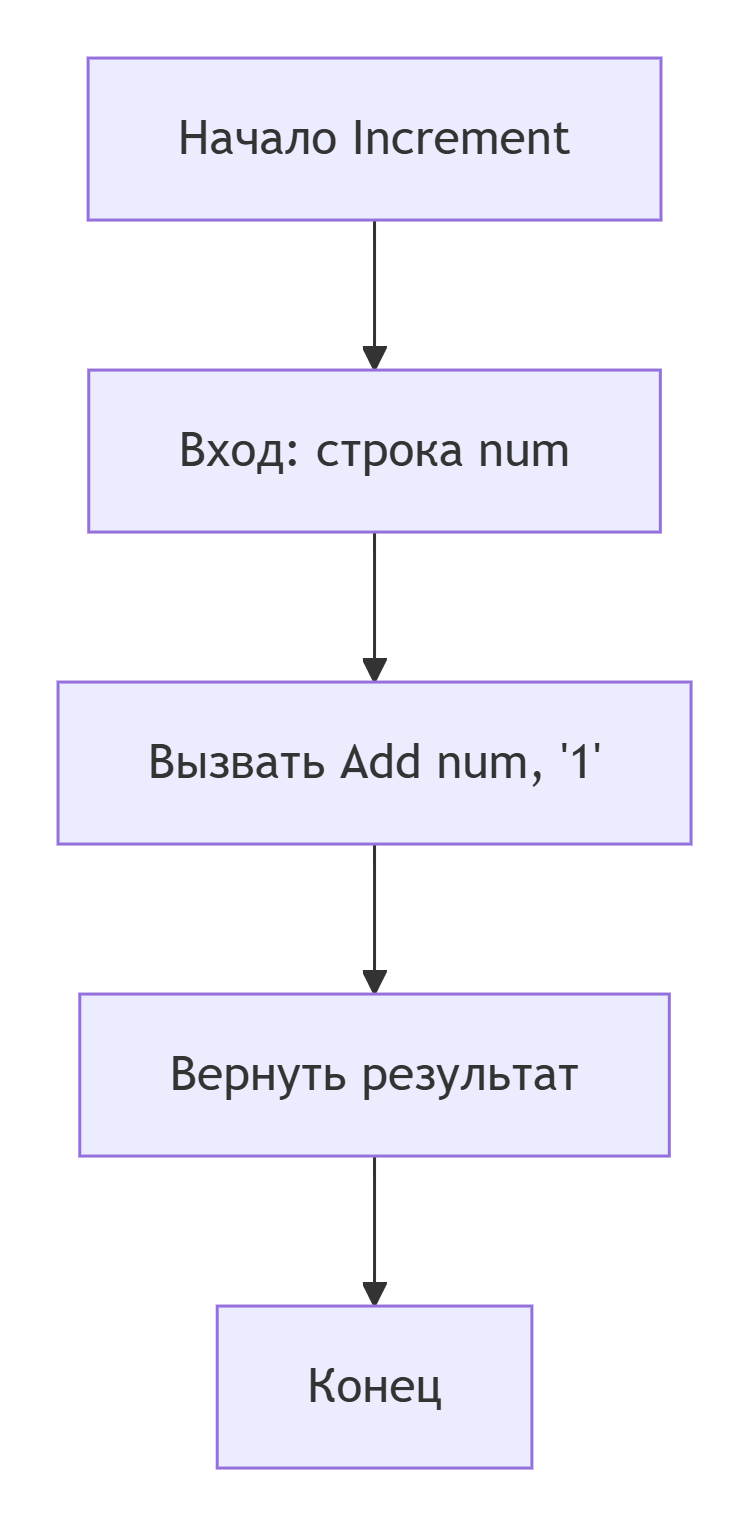 Начало Increment
Вход: строка num
Вызвать Add num, '1'
Вернуть результат
Конец